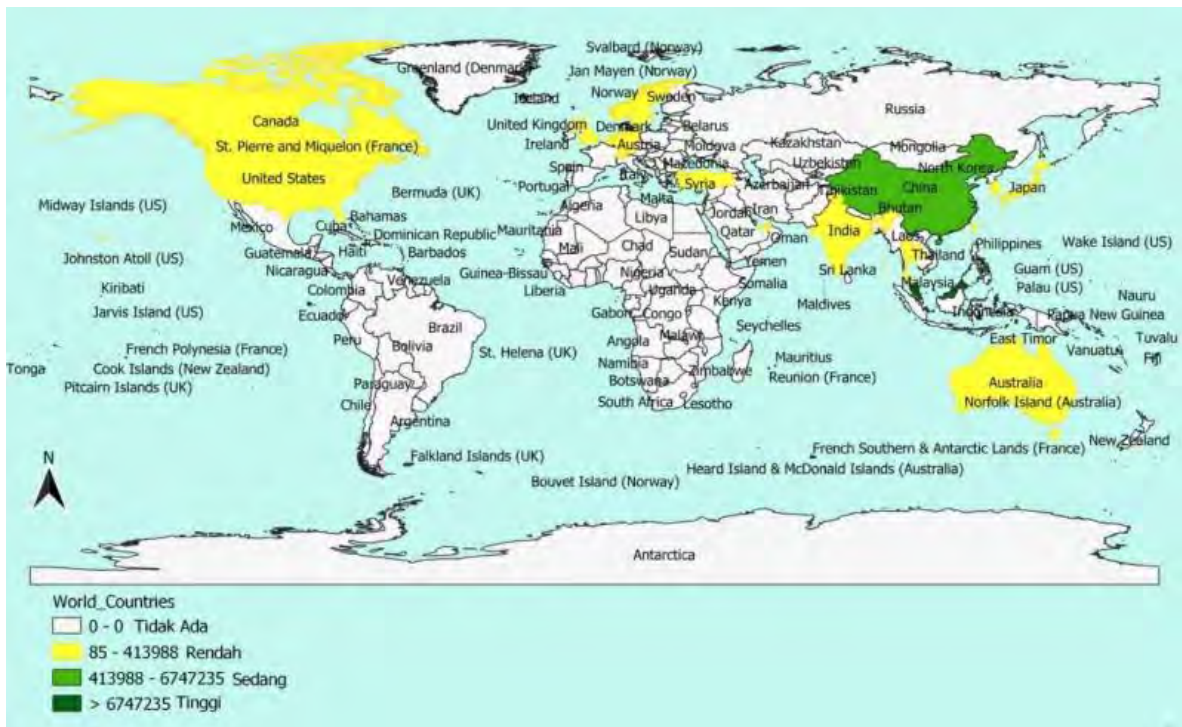 Svalbard (Norway)
Greenland (Denmark)
Jan Mayen (Norway)
Iceland
Norway
Sweden
Russia
Canada
United Kingdom
Denmark
Belarus
St. Pierre and Miquelon (France)
Ireland
Austria
Moldova
Kazakhstan
Mongolia
United States
Spain
Italy
Macedonia
Uzbekistan
North Korea
Bermuda (UK)
Portugal
Syria
Azerbaijan
China
Japan
Midway Islands (US)
Malta
Algeria
Libya
Jordan
Iran
Bhutan
Mexico
Cuba
Bahamas
Dominican Republic
Mauritania
Qatar
Oman
India
Laos
Philippines
Wake Island (US)
Johnston Atoll (US)
Guatemala
Haiti
Barbados
Mali
Chad
Sudan
Yemen
Thailand
Nicaragua
Venezuela
Guinea-Bissau
Nigeria
Somalia
Sri Lanka
Guam (US)
Kiribati
Colombia
Liberia
Uganda
Kenya
Maldives
Malaysia
Palau (US)
Nauru
Jarvis Island (US)
Ecuador
Gabon
Congo
Seychelles
Indonesia
Papua New Guinea
Brazil
Peru
Angola
Malawi
East Timor
Tuvalu
French Polynesia (France)
Bolivia
St. Helena (UK)
Mauritius
Vanuatu
Fiji
Tonga
Cook Islands (New Zealand)
Namibia
Zimbabwe
Reunion (France)
Pitcairn Islands (UK)
Paraguay
Botswana
Australia
Chile
South Africa
Lesotho
Norfolk Island (Australia)
Argentina
New Zealand
French Southern & Antarctic Lands (France)
N
Falkland Islands (UK)
Heard Island & McDonald Islands (Australia)
Bouvet Island (Norway)
Antarctica
World_Countries
0 - 0 Tidak Ada
85 - 413988 Rendah
413988 - 6747235 Sedang
> 6747235 Tinggi